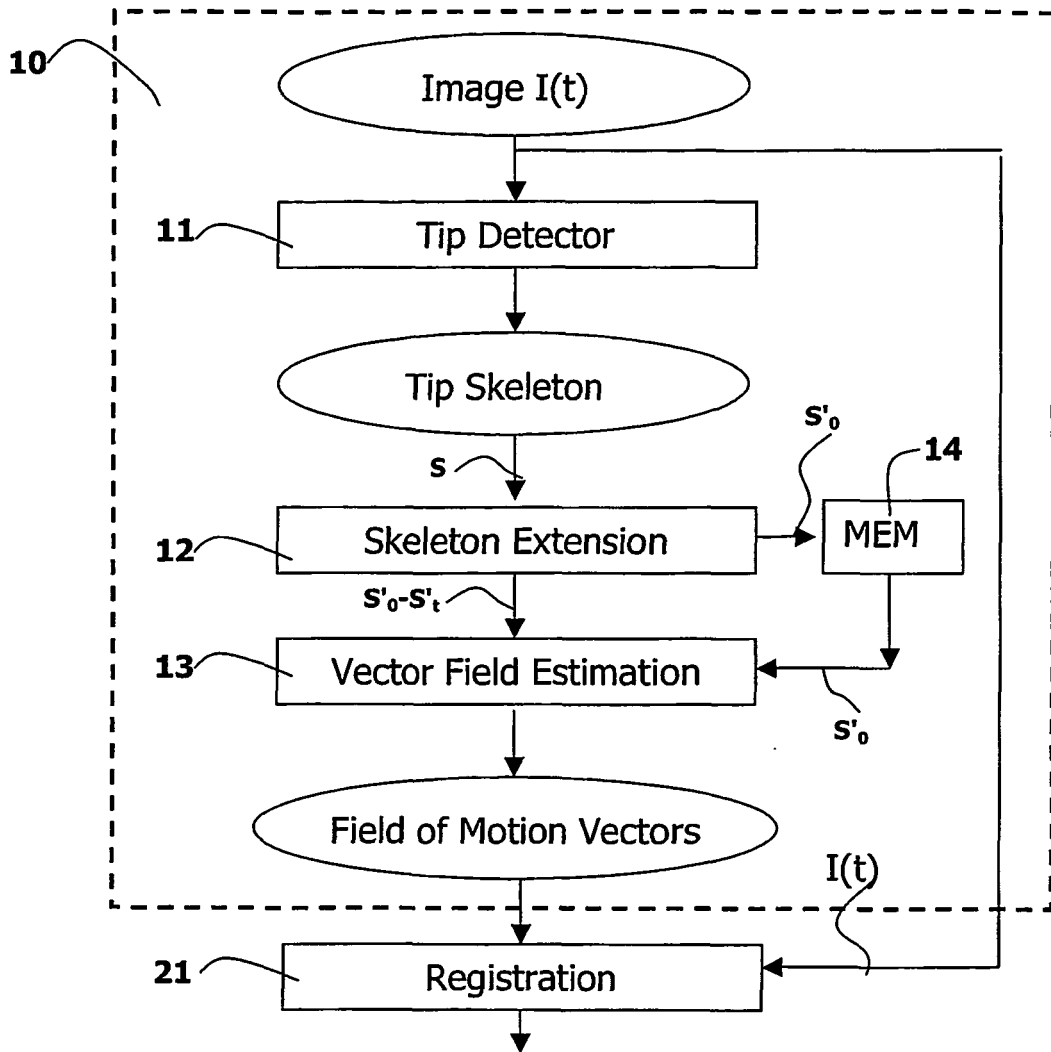 10
Image I(t)
11
Tip Detector
Tip Skeleton
S'₀
S
14
12
Skeleton Extension
MEM
S'₀-S'ₜ
13
Vector Field Estimation
S'₀
Field of Motion Vectors
I(t)
21
Registration